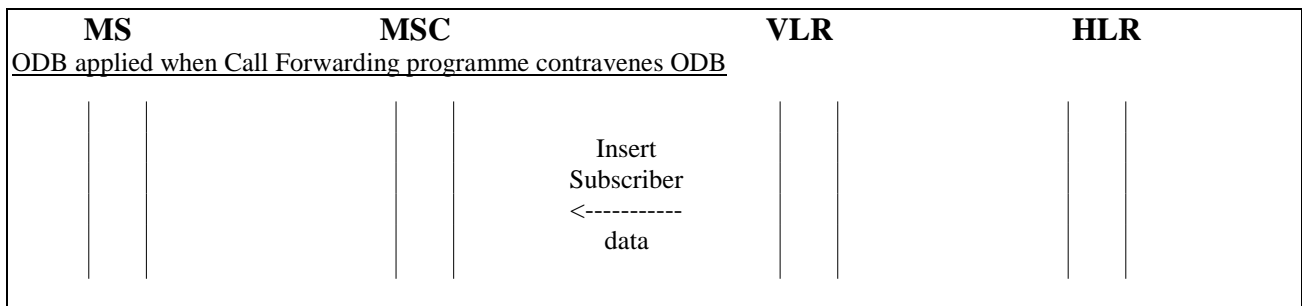 MS MSC VLR HLR
ODB applied when Call Forwarding programme contravenes ODB
Insert
Subscriber
<-----------
data